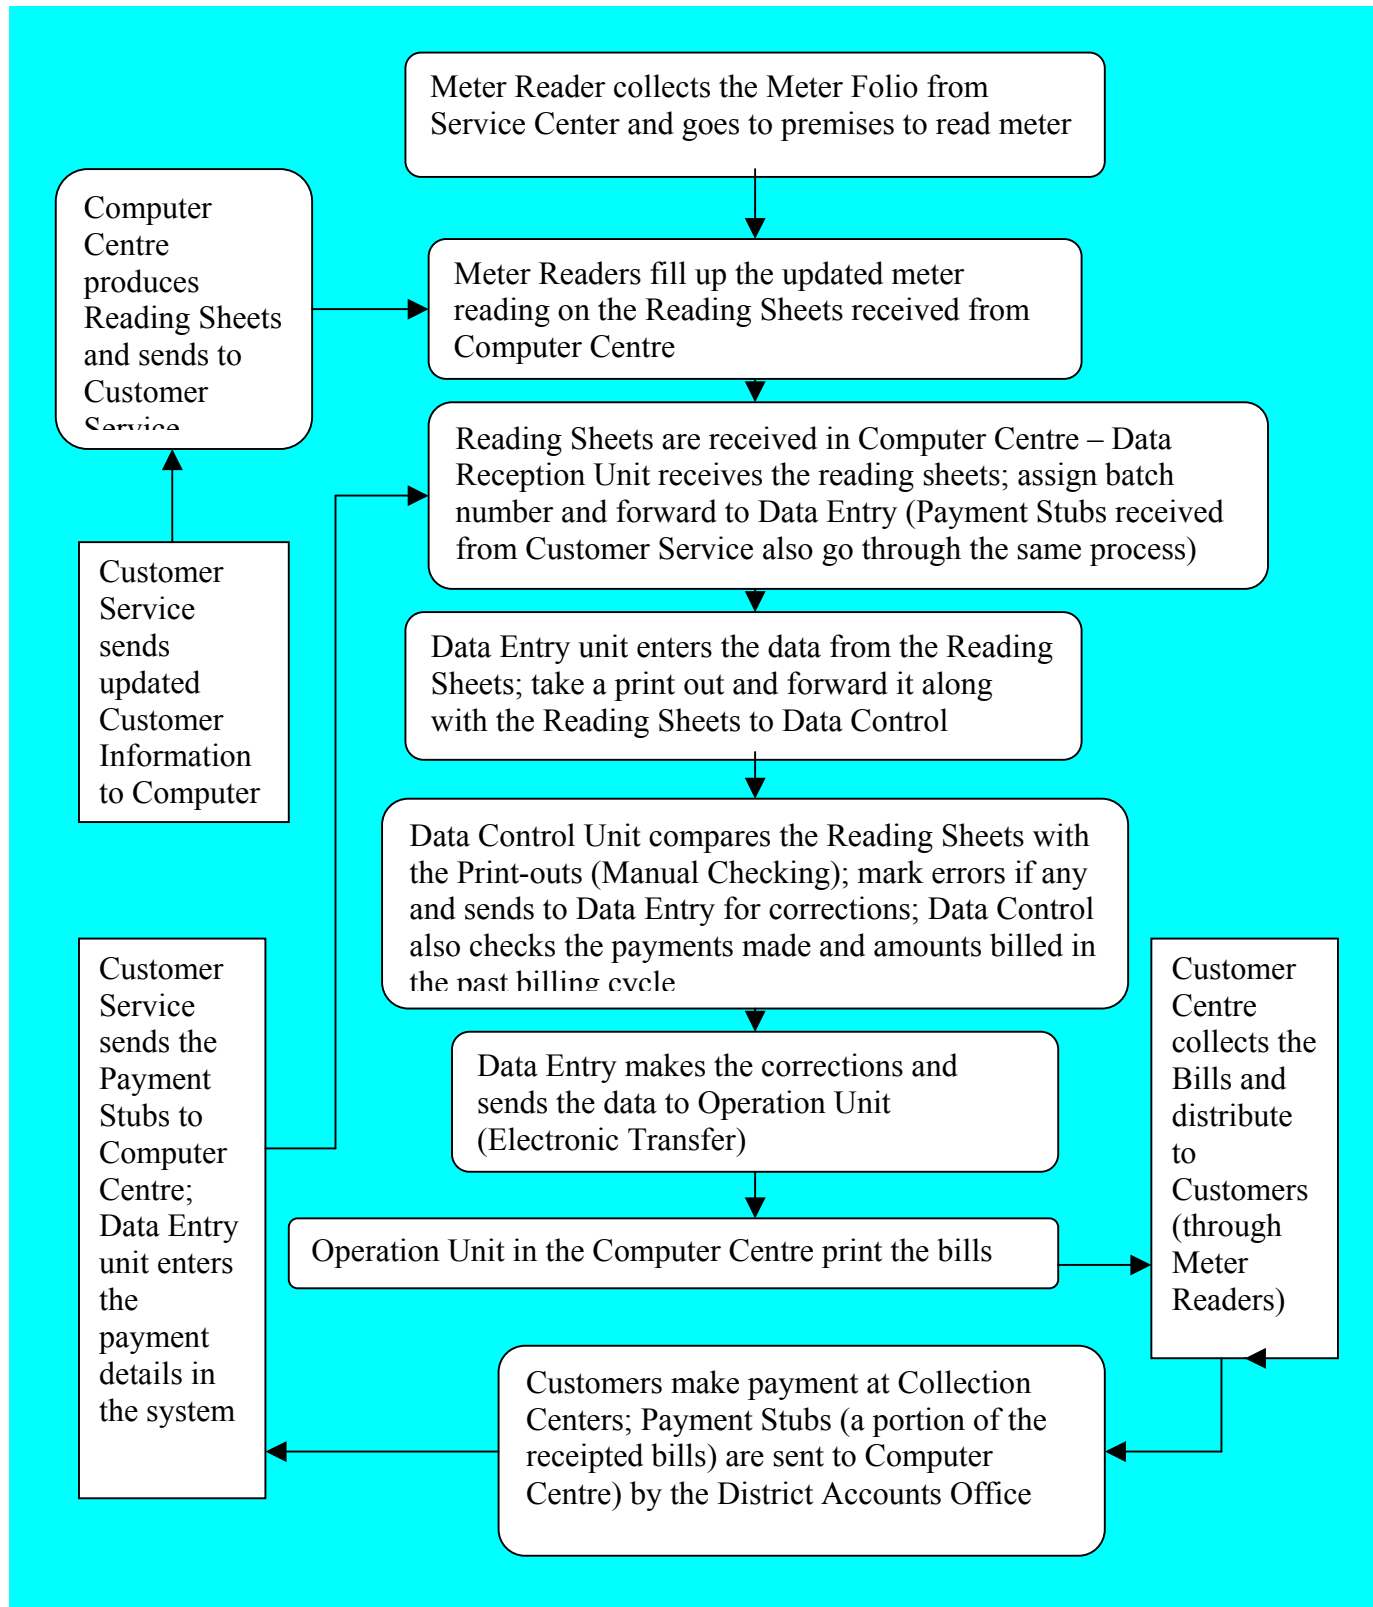 Meter Reader collects the Meter Folio from
Service Center and goes to premises to read meter
Computer
Centre
produces
Reading Sheets
and sends to
Customer
Service
Meter Readers fill up the updated meter
reading on the Reading Sheets received from
Computer Centre
Reading Sheets are received in Computer Centre – Data
Reception Unit receives the reading sheets; assign batch
number and forward to Data Entry (Payment Stubs received
from Customer Service also go through the same process)
Customer
Service
sends
updated
Customer
Information
to Computer
Data Entry unit enters the data from the Reading
Sheets; take a print out and forward it along
with the Reading Sheets to Data Control
Data Control Unit compares the Reading Sheets with
the Print-outs (Manual Checking); mark errors if any
and sends to Data Entry for corrections; Data Control
also checks the payments made and amounts billed in
the past billing cycle
Customer
Service
sends the
Payment
Stubs to
Computer
Centre;
Data Entry
unit enters
the
payment
details in
the system
Customer
Centre
collects the
Bills and
distribute
to
Customers
(through
Meter
Readers)
Data Entry makes the corrections and
sends the data to Operation Unit
(Electronic Transfer)
Operation Unit in the Computer Centre print the bills
Customers make payment at Collection
Centers; Payment Stubs (a portion of the
receipted bills) are sent to Computer
Centre) by the District Accounts Office